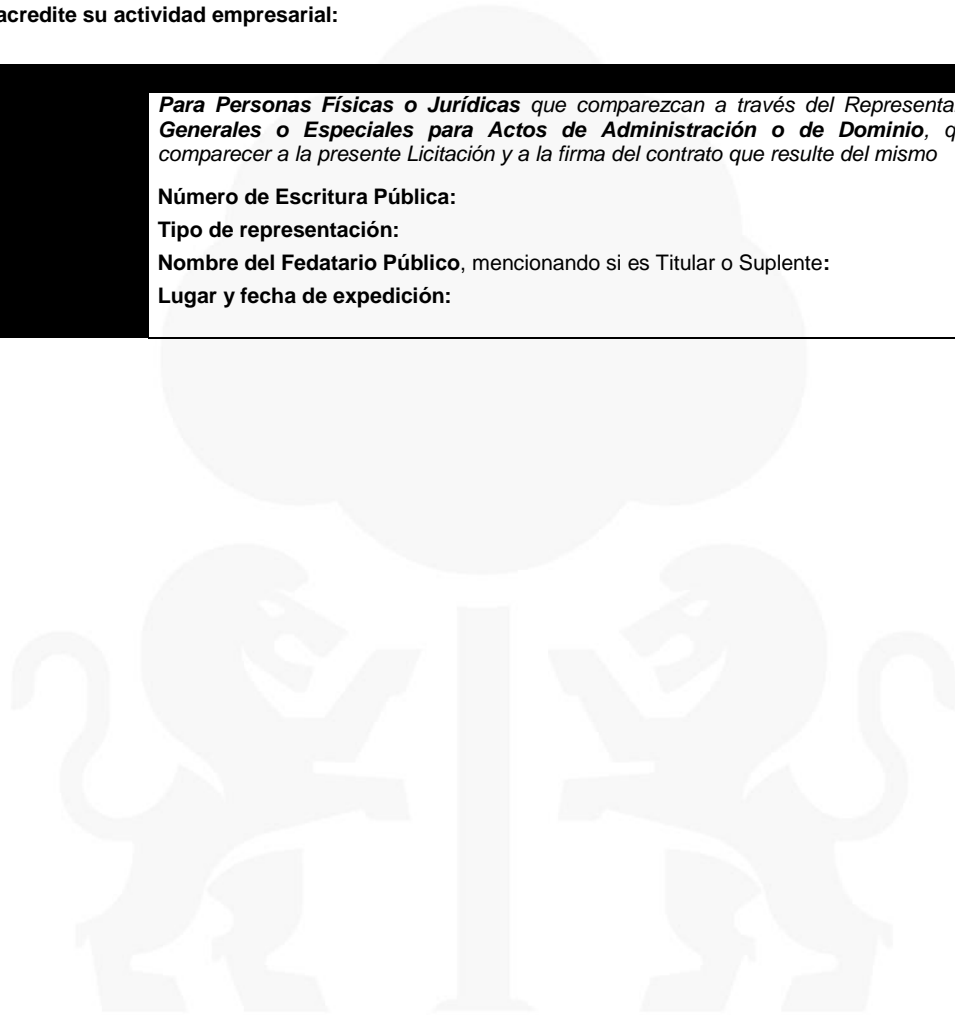 acredite su actividad empresarial:
Para Personas Físicas o Jurídicas que comparezcan a través del
Generales o Especiales para Actos de Administración o de Dominio,
comparecer a la presente Licitación y a la firma del contrato que resulte del mismo
Número de Escritura Pública:
Tipo de representación:
Nombre del Fedatario Público, mencionando si es Titular o Suplente:
Lugar y fecha de expedición: